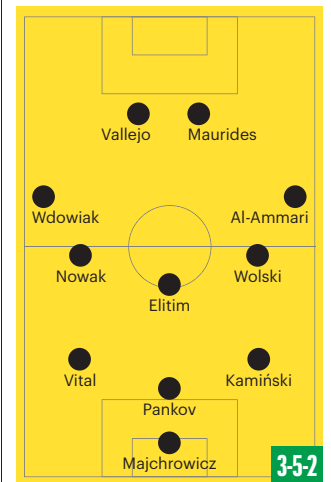 Vallejo Maurides
Wdowiak Al-Ammari
Nowak Wolski
Elitim
Vital Kamiński
Pankov
Majchrowicz
3-5-2